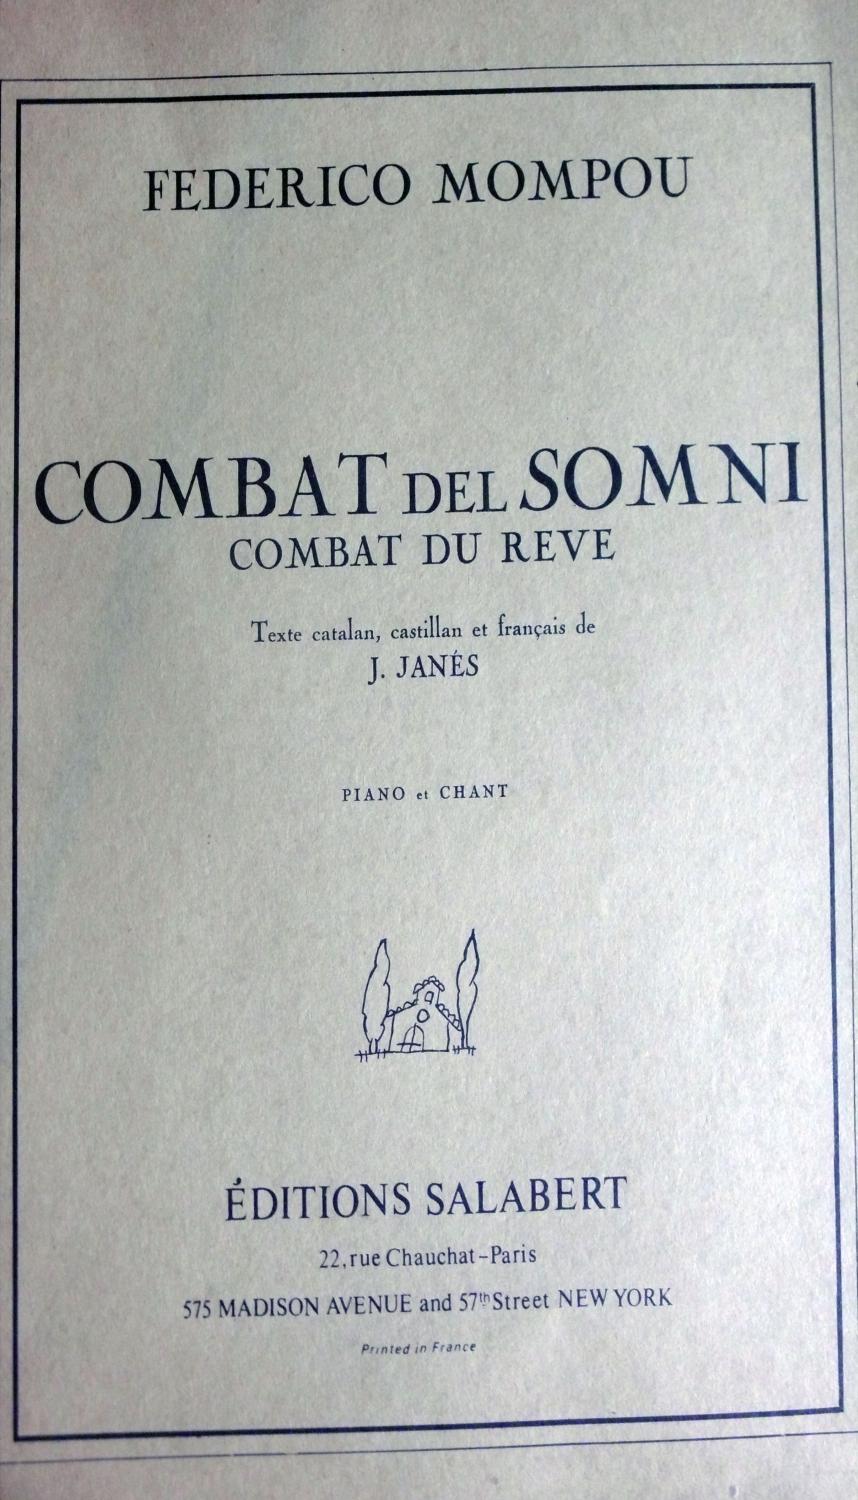 FEDERICO MOMPOU
COMBAT DEL SOMNI
COMBAT DU REVE
Texte catalan, castillan et français de
J. JANÉS
PIANO et CHANT
ÉDITIONS SALABERT
22, rue Chauchat-Paris
575 MADISON AVENUE and 57th Street NEW YORK
Printed in France